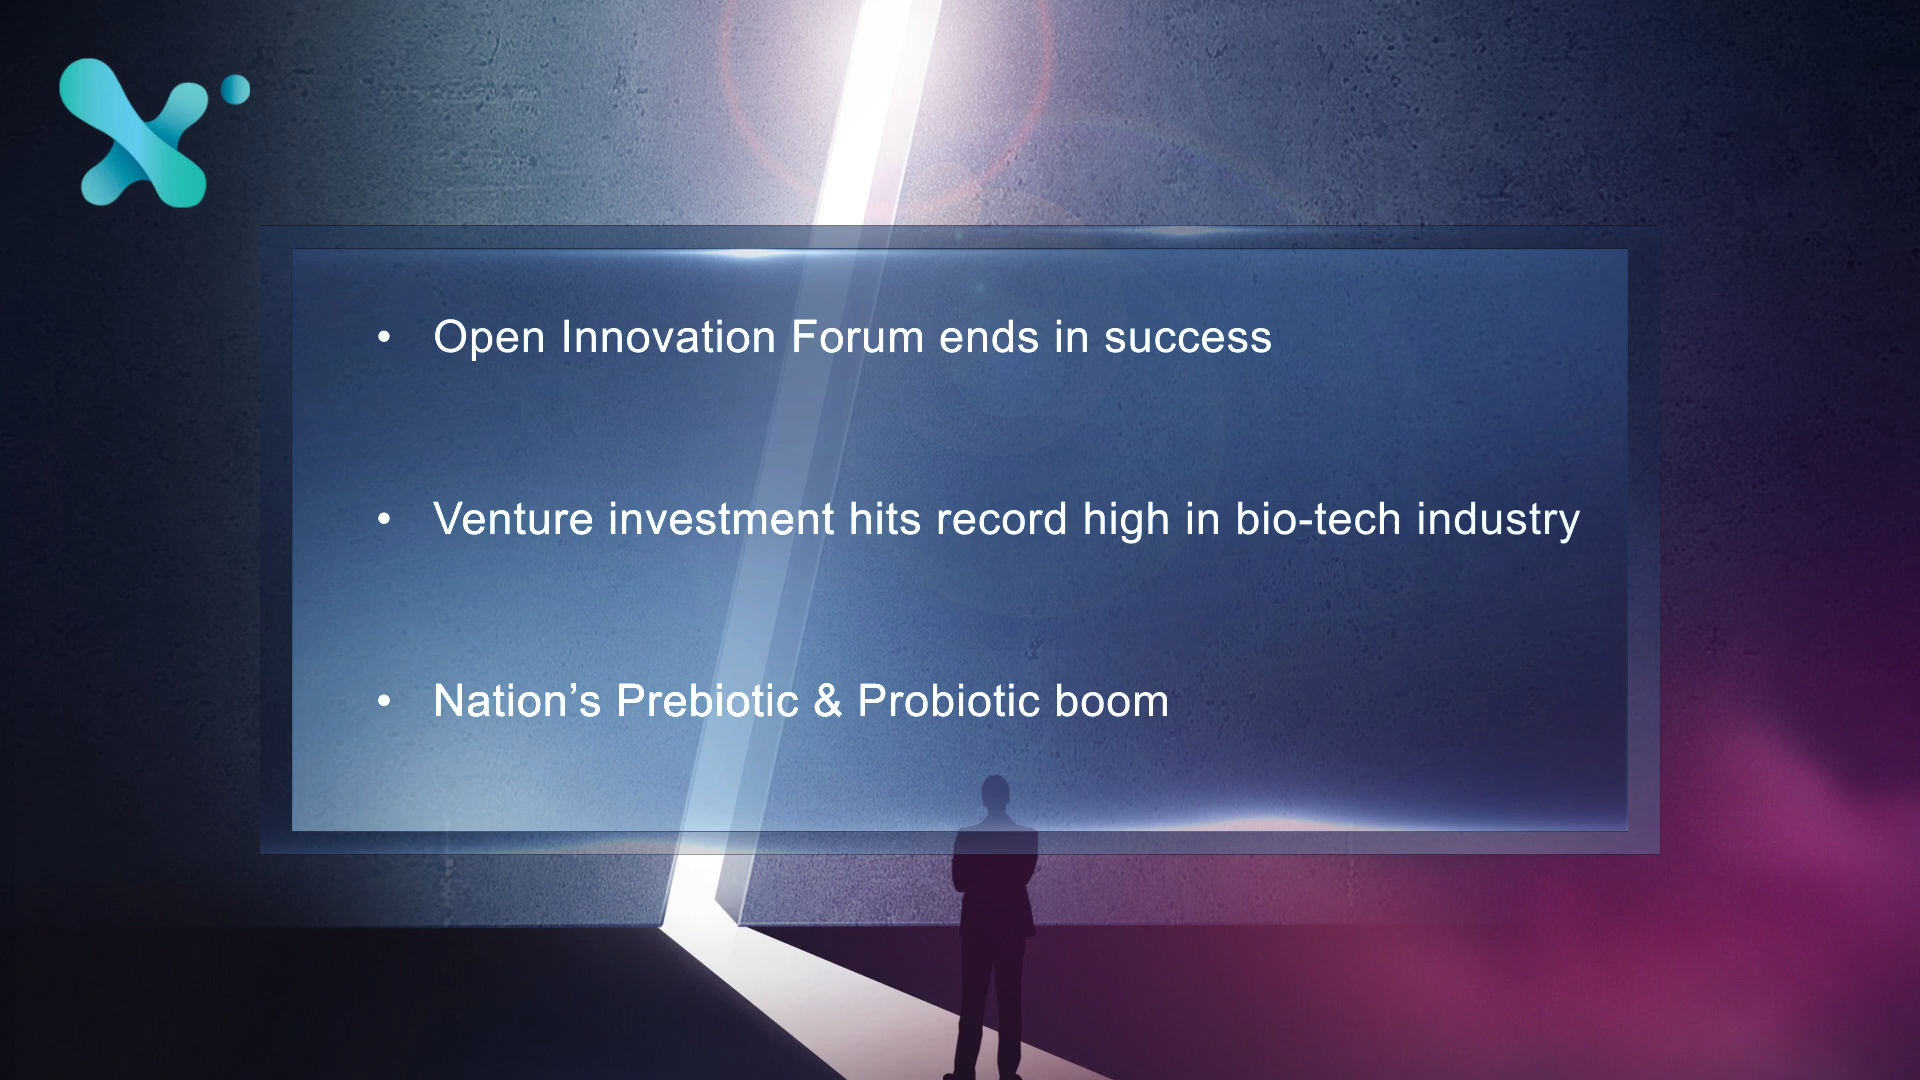 • Open Innovation Forum ends in success
• Venture investment hits record high in bio-tech industry
• Nation’s Prebiotic & Probiotic boom